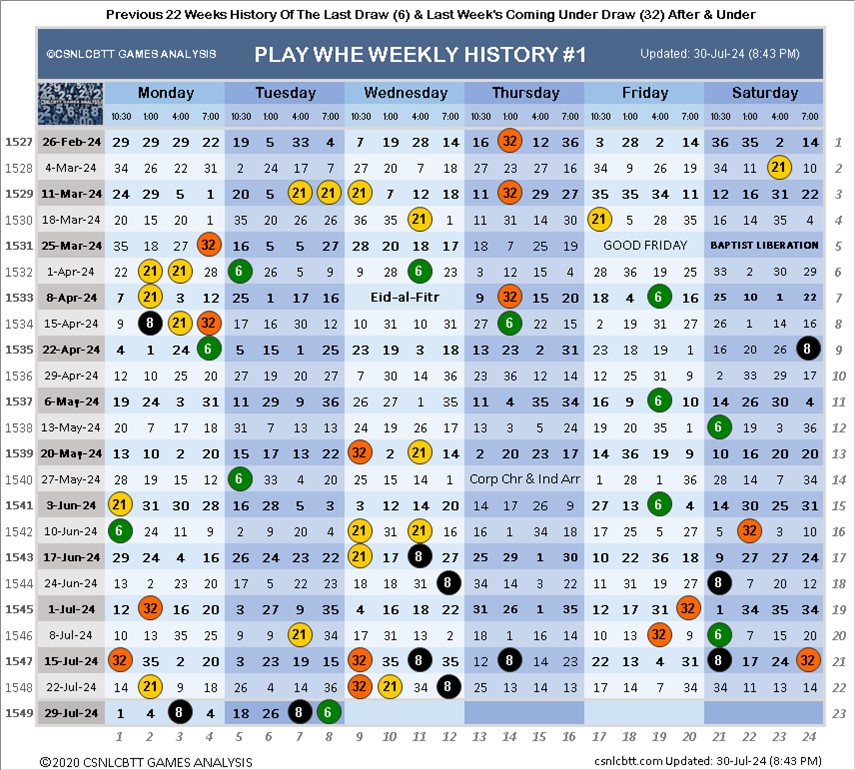 Previous 22 Weeks History Of The Last Draw (6) & Last Week's Coming Under Draw (32) After & Under
©CSNLCBTT GAMES ANALYSIS PLAY WHE WEEKLY HISTORY #1 Updated: 30-Jul-24 (8:43 PM)
Monday Tuesday Wednesday Thursday Friday Saturday
CSNLCBTT GAMES ANALYSIS 10:30 1:00 4:00 7:00 10:30 1:00 4:00 7:00 10:30 1:00 4:00 7:00 10:30 1:00 4:00 7:00 10:30 1:00 4:00 7:00 10:30 1:00 4:00 7:00
1527 26-Feb-24 29 29 29 22 19 5 33 4 7 19 28 14 16 32 12 36 3 28 2 14 36 35 2 14 1
1528 4-Mar-24 34 26 22 31 2 24 17 7 27 20 7 18 27 23 27 16 34 9 26 19 34 11 21 10 2
1529 11-Mar-24 24 29 5 1 20 5 21 21 21 7 12 18 11 32 29 27 35 35 34 11 12 16 31 22 3
1530 18-Mar-24 20 15 20 1 35 20 26 26 36 35 21 1 11 31 14 30 21 5 28 35 16 14 35 4 4
1531 25-Mar-24 35 18 27 32 16 5 5 27 28 20 18 17 18 7 25 19 GOOD FRIDAY BAPTIST LIBERATION 5
1532 1-Apr-24 22 21 21 28 6 26 5 9 9 28 6 23 3 12 5 4 28 36 19 25 33 2 30 29 6
1533 8-Apr-24 7 21 3 12 25 1 17 16 Eid-al-Fitr 9 32 15 20 18 4 6 16 25 10 1 22 7
1534 15-Apr-24 9 8 21 32 17 16 30 12 10 31 10 31 27 6 22 15 2 19 31 27 26 1 14 16 8
1535 22-Apr-24 4 1 24 6 5 15 1 25 23 19 3 18 13 23 2 31 23 18 19 1 16 20 26 8 9
1536 29-Apr-24 12 10 25 20 27 19 20 27 7 30 14 36 23 36 12 14 12 25 31 9 2 33 29 17 10
1537 6-May-24 19 24 3 31 11 29 9 36 26 27 1 35 11 4 35 34 16 9 6 10 14 26 30 4 11
1538 13-May-24 20 7 17 18 31 7 13 13 24 19 26 17 13 3 5 24 19 20 35 1 6 19 3 36 12
1539 20-May-24 13 10 2 20 15 17 13 22 32 2 21 14 2 20 23 17 14 36 19 9 10 16 20 20 13
1540 27-May-24 28 19 15 12 6 33 4 20 25 15 14 1 Corp Chr & Ind Arr 1 28 1 36 28 14 7 34 14
1541 3-Jun-24 21 31 30 28 16 28 5 3 3 12 14 20 14 17 26 9 27 13 6 4 14 30 25 31 15
1542 10-Jun-24 6 24 11 9 2 9 20 4 21 31 21 16 16 1 34 18 17 25 16 11 5 32 9 16 16
1543 17-Jun-24 29 24 4 16 26 24 23 22 21 17 8 27 25 29 1 30 10 22 36 18 9 27 27 24 17
1544 24-Jun-24 13 2 23 20 17 5 22 23 18 18 31 8 34 14 3 22 11 31 19 27 8 7 20 12 18
1545 1-Jul-24 12 32 16 20 3 27 9 35 4 16 18 22 31 26 1 35 12 17 31 32 1 34 35 34 19
1546 8-Jul-24 10 13 35 25 9 7 21 34 17 31 13 2 18 1 16 14 10 13 32 9 6 7 15 20 20
1547 15-Jul-24 32 35 2 20 3 23 19 15 32 35 8 35 12 8 14 19 22 13 4 31 8 17 24 32 21
1548 22-Jul-24 14 21 9 18 26 4 14 36 32 21 34 8 25 13 14 13 17 14 7 34 34 11 13 14 22
1549 29-Jul-24 1 4 8 4 18 26 8 6 23
1 2 3 4 5 6 7 8 9 10 11 12 13 14 15 16 17 18 19 20 21 22 23 24
©2020 CSNLCBTT GAMES ANALYSIS csnlcbtt.com Updated: 30-Jul-24 (8:43 PM)